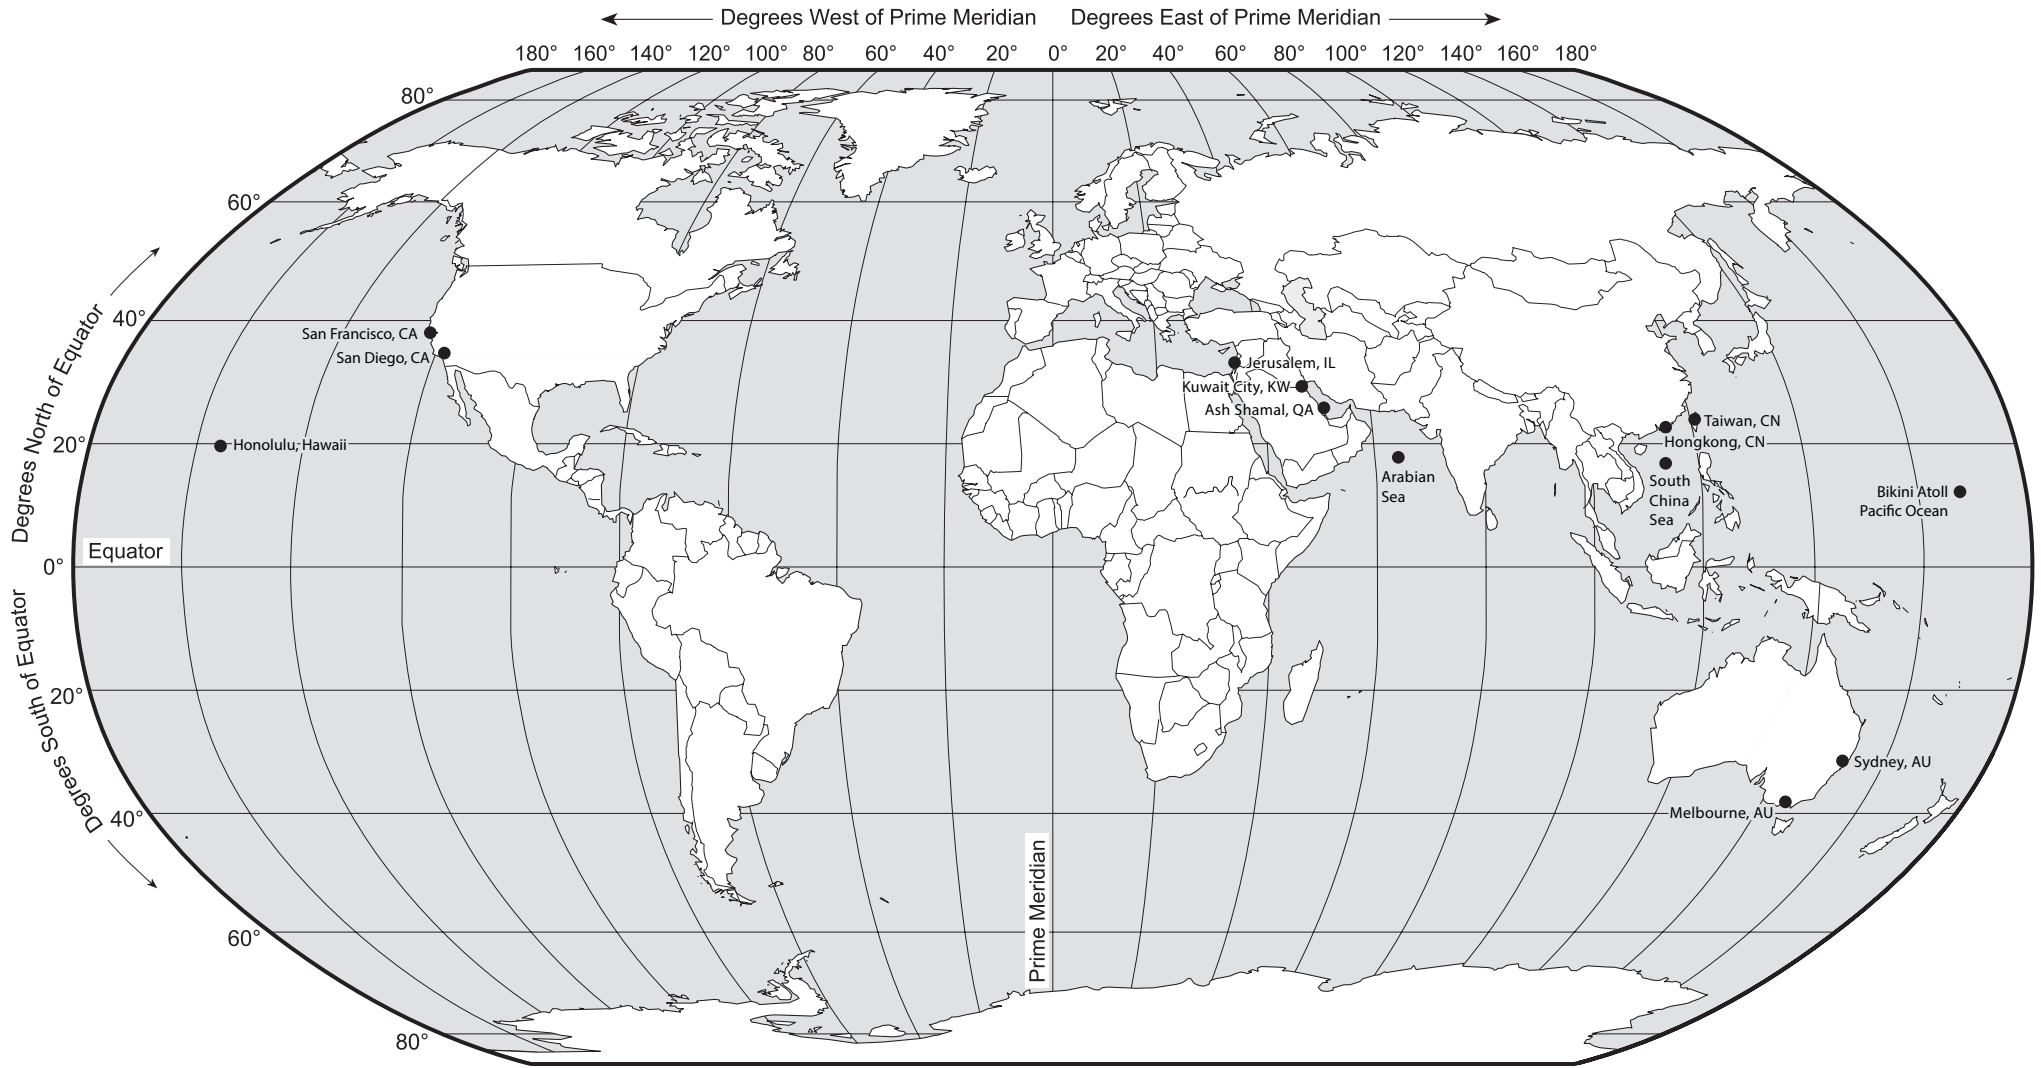 Degrees West of Prime Meridian Degrees East of Prime Meridian
180° 160° 140° 120° 100° 80° 60° 40° 20° 0° 20° 40° 60° 80° 100° 120° 140° 160° 180°
80°
60°
Degrees North of Equator
40°
San Francisco, CA
San Diego, CA
Jerusalem, IL
Kuwait City, KW
Ash Shamal, QA
Taiwan, CN
Hongkong, CN
20°
Honolulu, Hawaii
Arabian
Sea
South
China
Sea
Bikini Atoll
Pacific Ocean
Equator
0°
Degrees South of Equator
20°
Sydney, AU
Melbourne, AU
40°
Prime Meridian
60°
80°